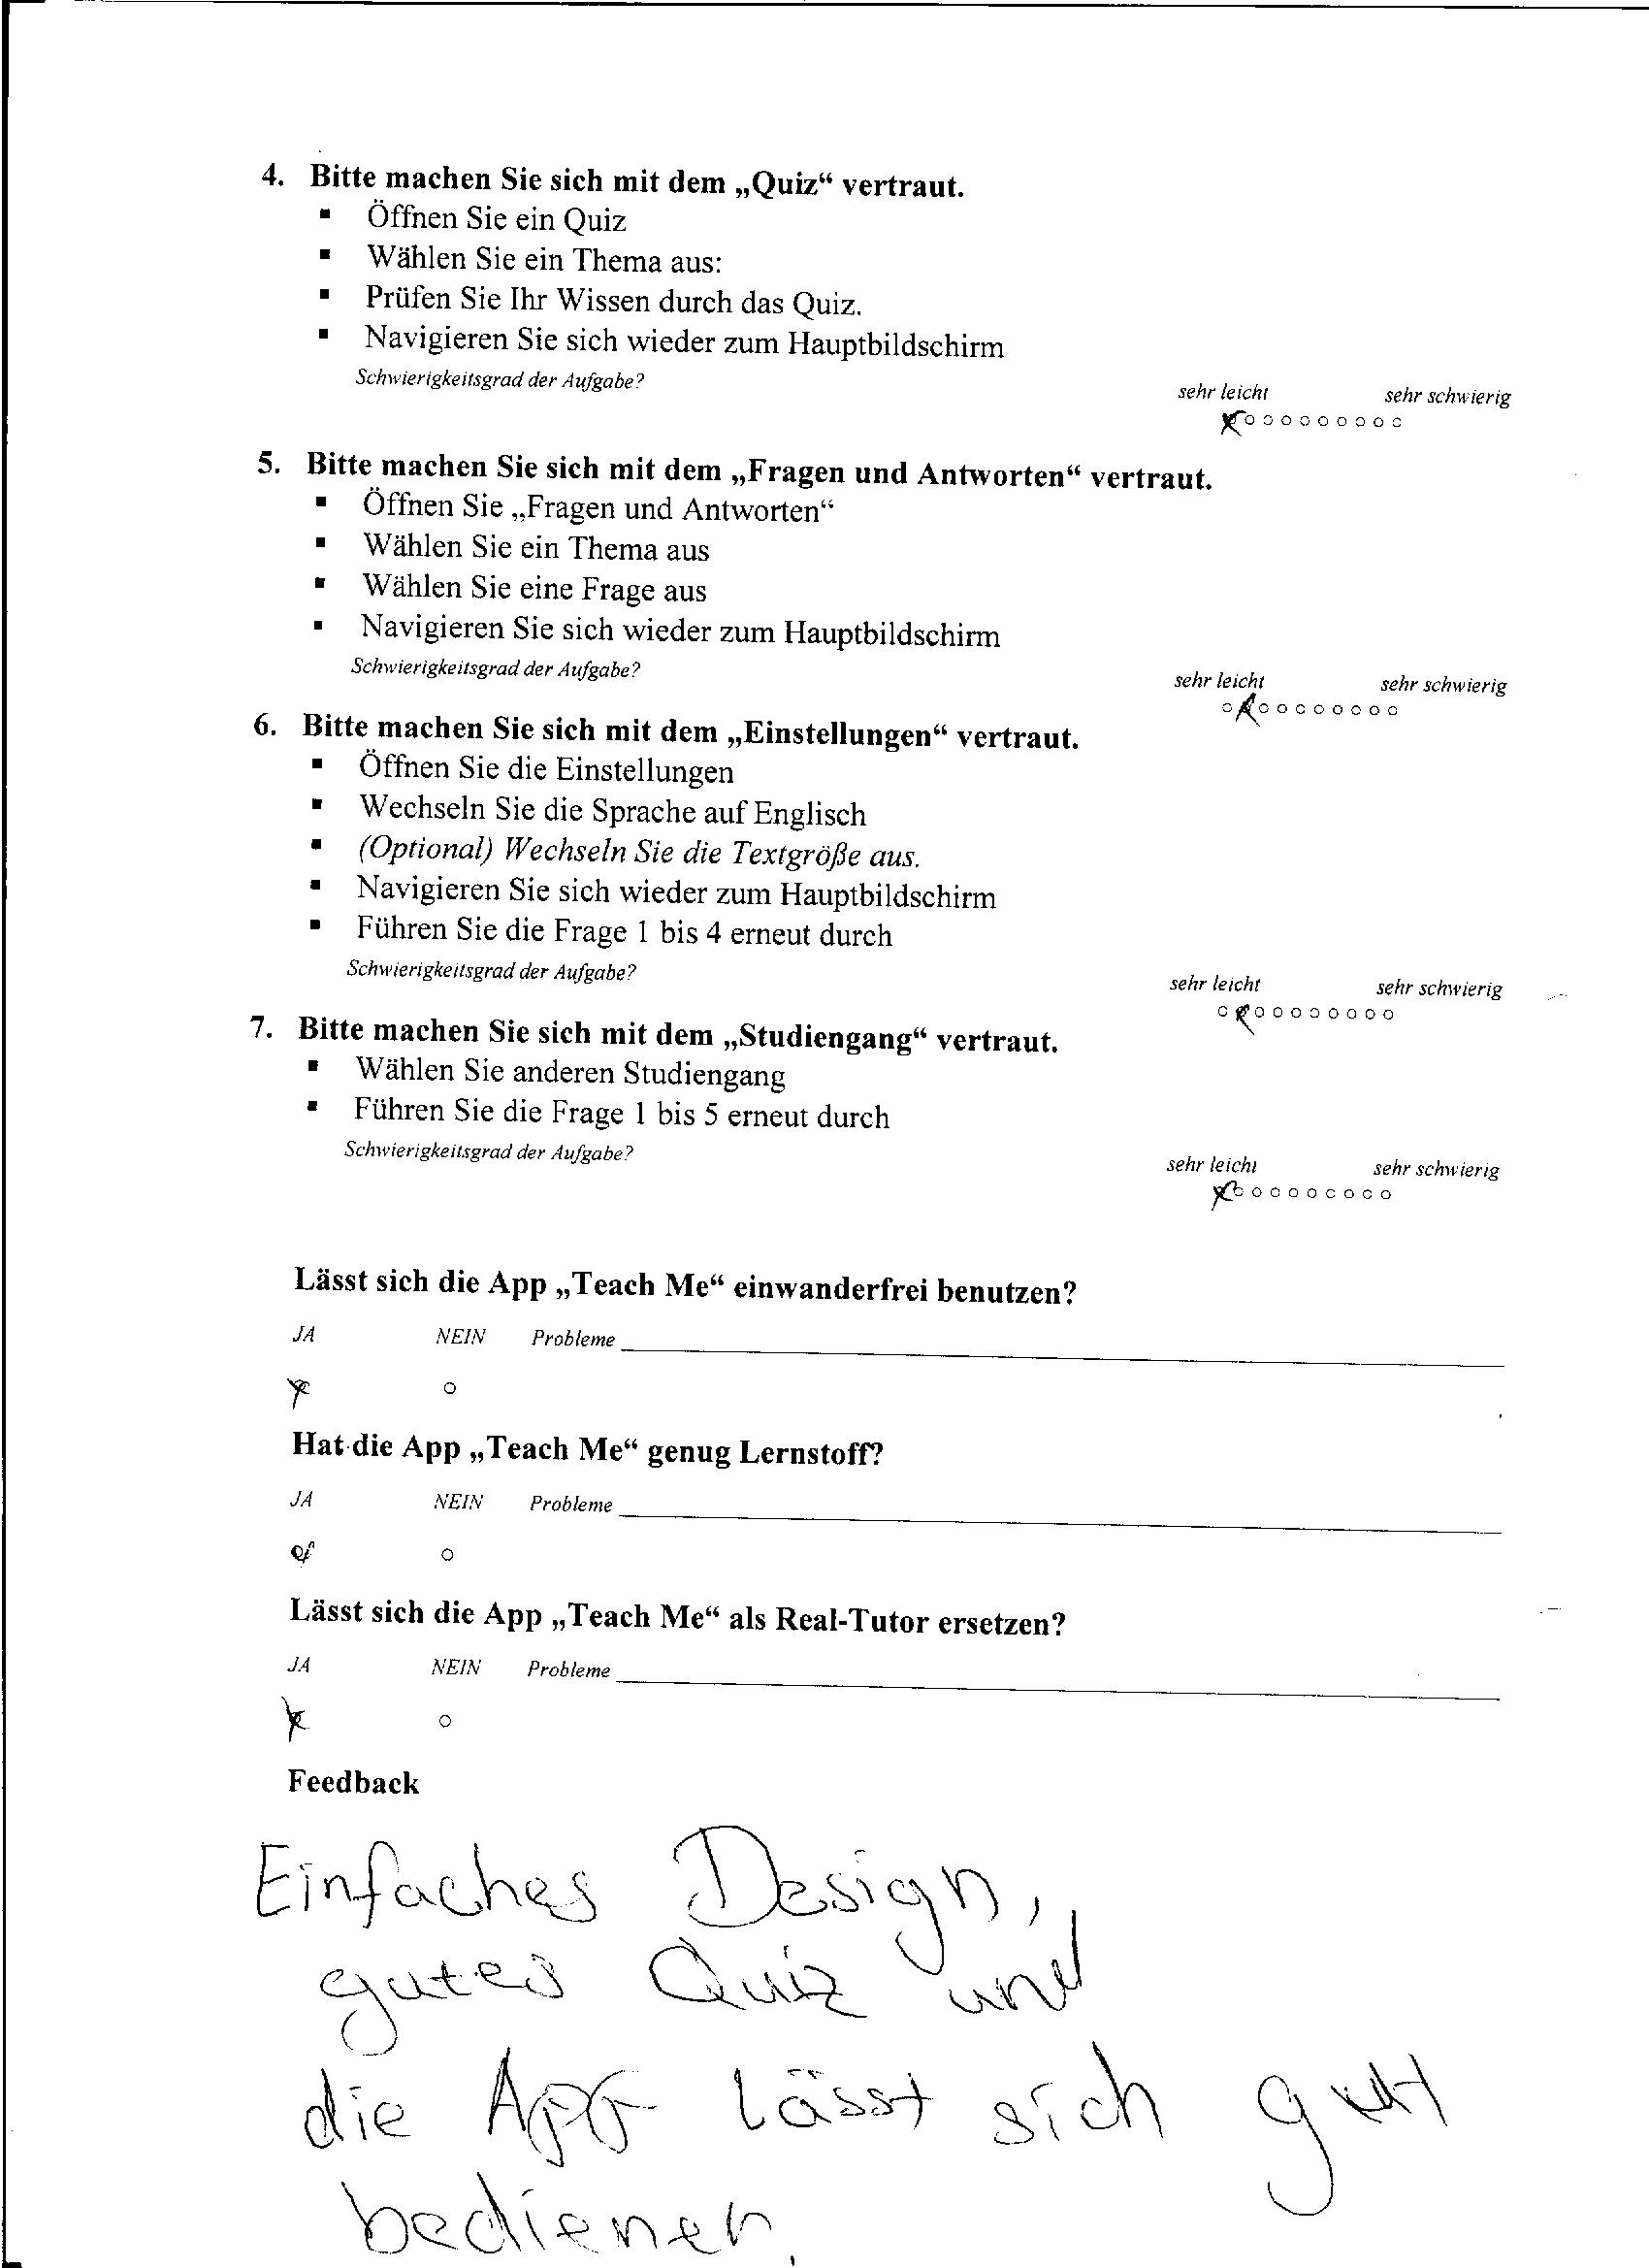 4. Bitte machen Sie sich mit dem „Quiz“ vertraut.
▪ Öffnen Sie ein Quiz
▪ Wählen Sie ein Thema aus:
▪ Prüfen Sie Ihr Wissen durch das Quiz.
▪ Navigieren Sie sich wieder zum Hauptbildschirm
Schwierigkeitsgrad der Aufgabe?
sehr leicht sehr schwierig
5. Bitte machen Sie sich mit dem „Fragen und Antworten“ vertraut.
▪ Öffnen Sie „Fragen und Antworten“
▪ Wählen Sie ein Thema aus
▪ Wählen Sie eine Frage aus
▪ Navigieren Sie sich wieder zum Hauptbildschirm
Schwierigkeitsgrad der Aufgabe?
sehr leicht sehr schwierig
6. Bitte machen Sie sich mit dem „Einstellungen“ vertraut.
▪ Öffnen Sie die Einstellungen
▪ Wechseln Sie die Sprache auf Englisch
▪ (Optional) Wechseln Sie die Textgröße aus.
▪ Navigieren Sie sich wieder zum Hauptbildschirm
▪ Führen Sie die Frage 1 bis 4 erneut durch
Schwierigkeitsgrad der Aufgabe?
sehr leicht sehr schwierig
7. Bitte machen Sie sich mit dem „Studiengang“ vertraut.
▪ Wählen Sie anderen Studiengang
▪ Führen Sie die Frage 1 bis 5 erneut durch
Schwierigkeitsgrad der Aufgabe?
sehr leicht sehr schwierig
Lässt sich die App „Teach Me“ einwanderfrei benutzen?
JA NEIN Probleme
Hat die App „Teach Me“ genug Lernstoff?
JA NEIN Probleme
Lässt sich die App „Teach Me“ als Real-Tutor ersetzen?
JA NEIN Probleme
Feedback
Einfaches Design,
gutes Quiz und
die App lässt sich gut
bedienen.